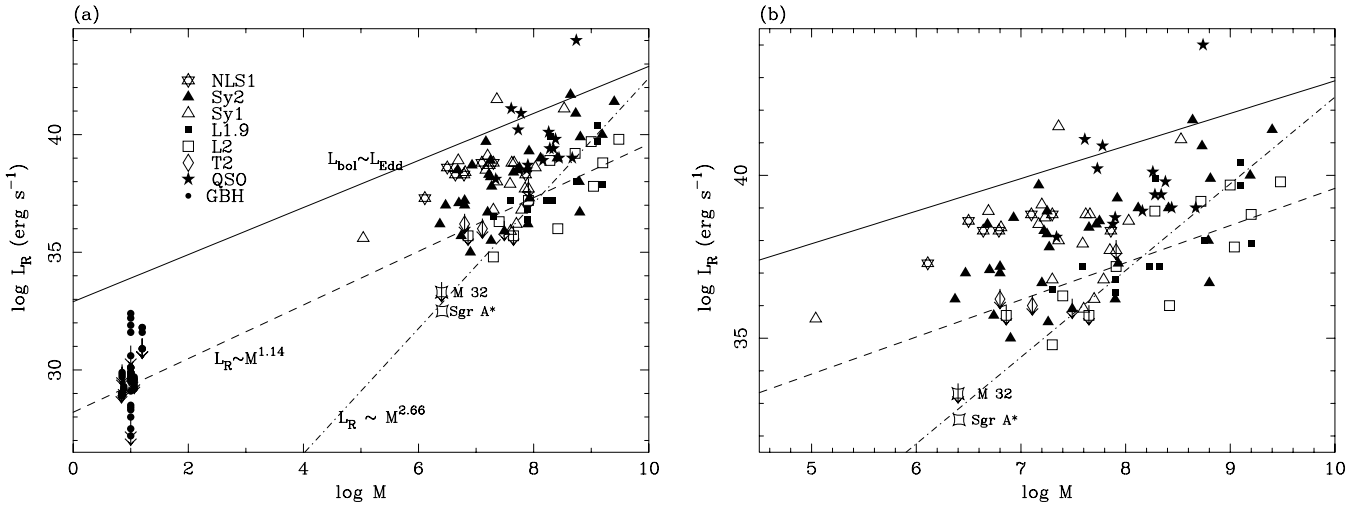 (a)
log L_R (erg s^-1)
40
35
30
NLS1
Sy2
Sy1
L1.9
L2
T2
QSO
GBH
L_bol~L_Edd
M 32
Sgr A*
L_R~M^1.14
L_R ~ M^2.66
0 2 4 6 8 10
log M
(b)
log L_R (erg s^-1)
40
35
M 32
Sgr A*
5 6 7 8 9 10
log M